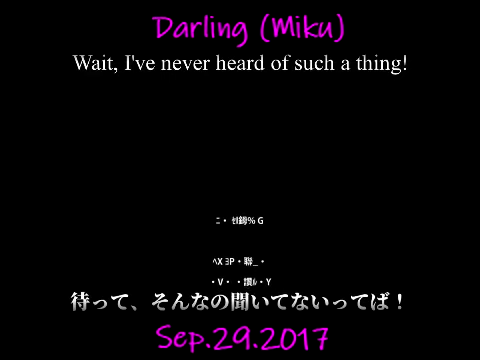 Darling (Miku)
Wait, I've never heard of such a thing!
待って、そんなの聞いてないってば！
Sep.29.2017